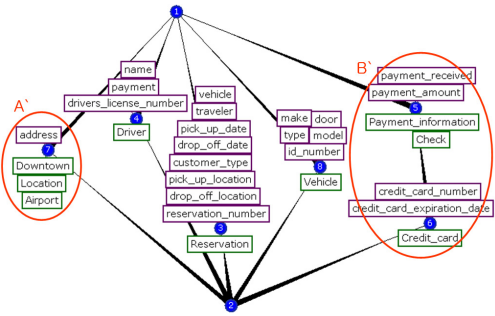 1
B`
A`
name
payment
drivers_license_number
4
Driver
vehicle
traveler
pick_up_date
drop_off_date
customer_type
pick_up_location
drop_off_location
reservation_number
3
Reservation
make door
type model
id_number
8
Vehicle
payment_received
payment_amount
5
Payment_information
Check
credit_card_number
credit_card_expiration_date
6
Credit_card
address
7
Downtown
Location
Airport
2